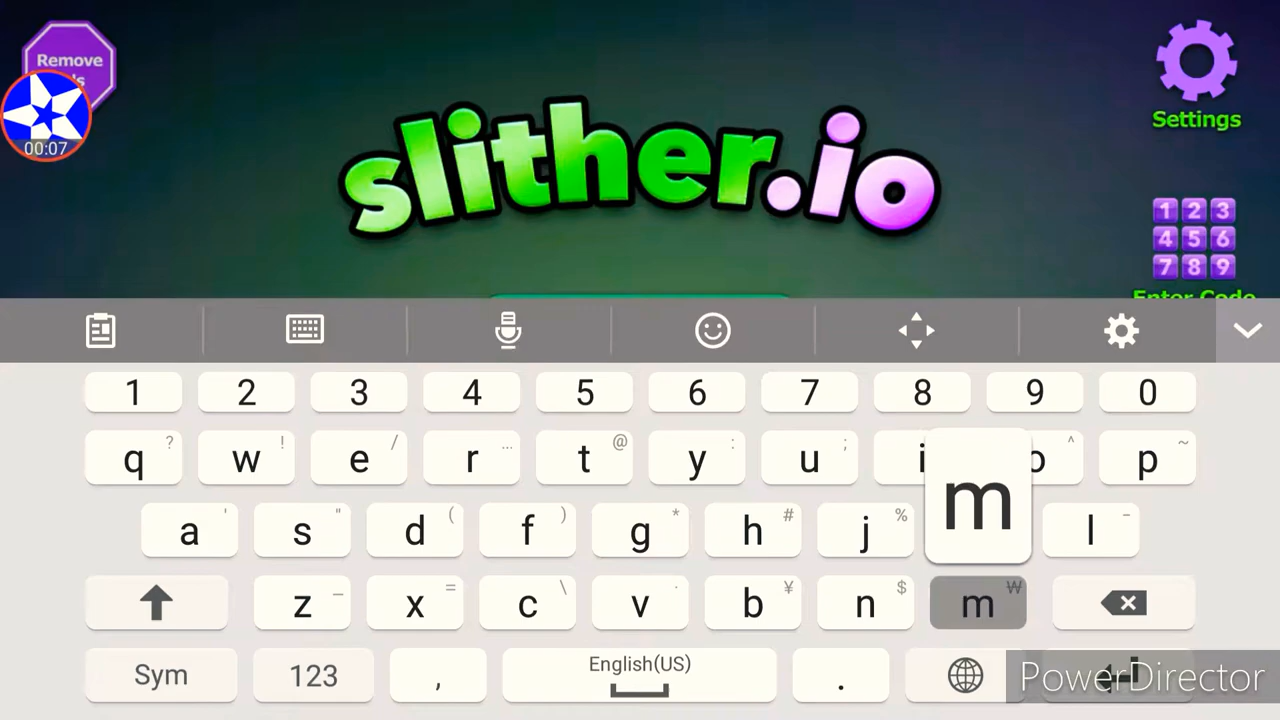 Remove
00:07
slither.io
Settings
1 2 3
4 5 6
7 8 9
Enter Code
1 2 3 4 5 6 7 8 9 0
q ? w ! e / r ... t @ y : u ; i o ^ p ~
a ' s " d ( f ) g * h # j % m l -
z _ x = c \ v · b ¥ n $ m ₩
Sym 123 , English(US) .
PowerDirector